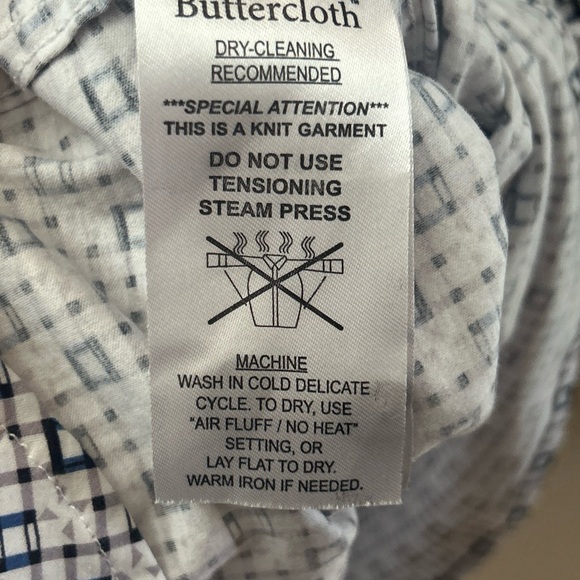 Buttercloth™
DRY-CLEANING
RECOMMENDED
***SPECIAL ATTENTION***
THIS IS A KNIT GARMENT
DO NOT USE
TENSIONING
STEAM PRESS
MACHINE
WASH IN COLD DELICATE
CYCLE. TO DRY, USE
"AIR FLUFF / NO HEAT"
SETTING, OR
LAY FLAT TO DRY.
WARM IRON IF NEEDED.